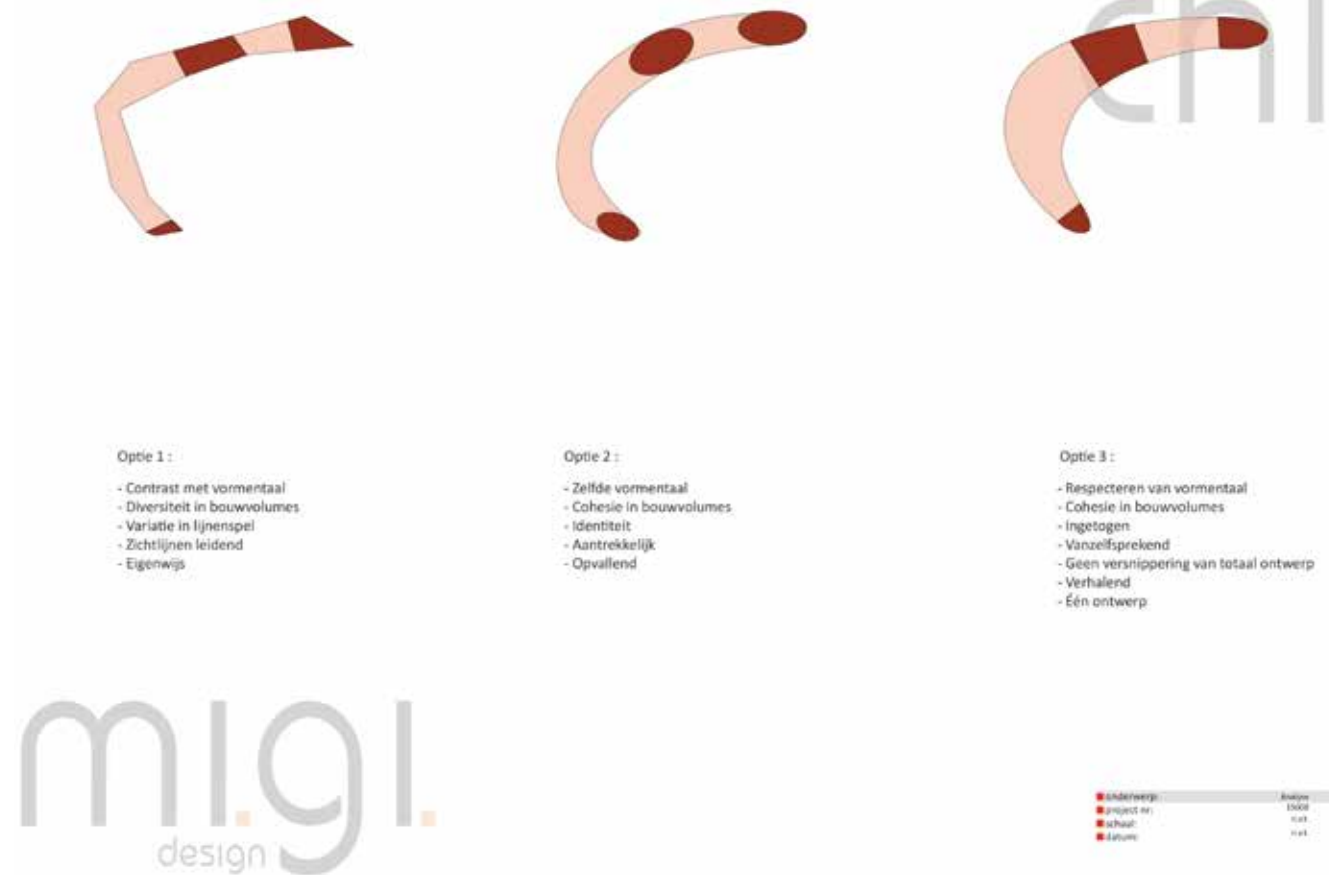 Optie 1 :
- Contrast met vormentaal
- Diversiteit in bouwvolumes
- Variatie in lijnenspel
- Zichtlijnen leidend
- Eigenwijs
Optie 2 :
- Zelfde vormentaal
- Cohesie in bouwvolumes
- Identiteit
- Aantrekkelijk
- Opvallend
Optie 3 :
- Respecteren van vormentaal
- Cohesie in bouwvolumes
- Ingetogen
- Vanzelfsprekend
- Geen versnippering van totaal ontwerp
- Verhalend
- Één ontwerp
m.g.
design
onderwerp: Analyse
project nr:
schaal:
datum: